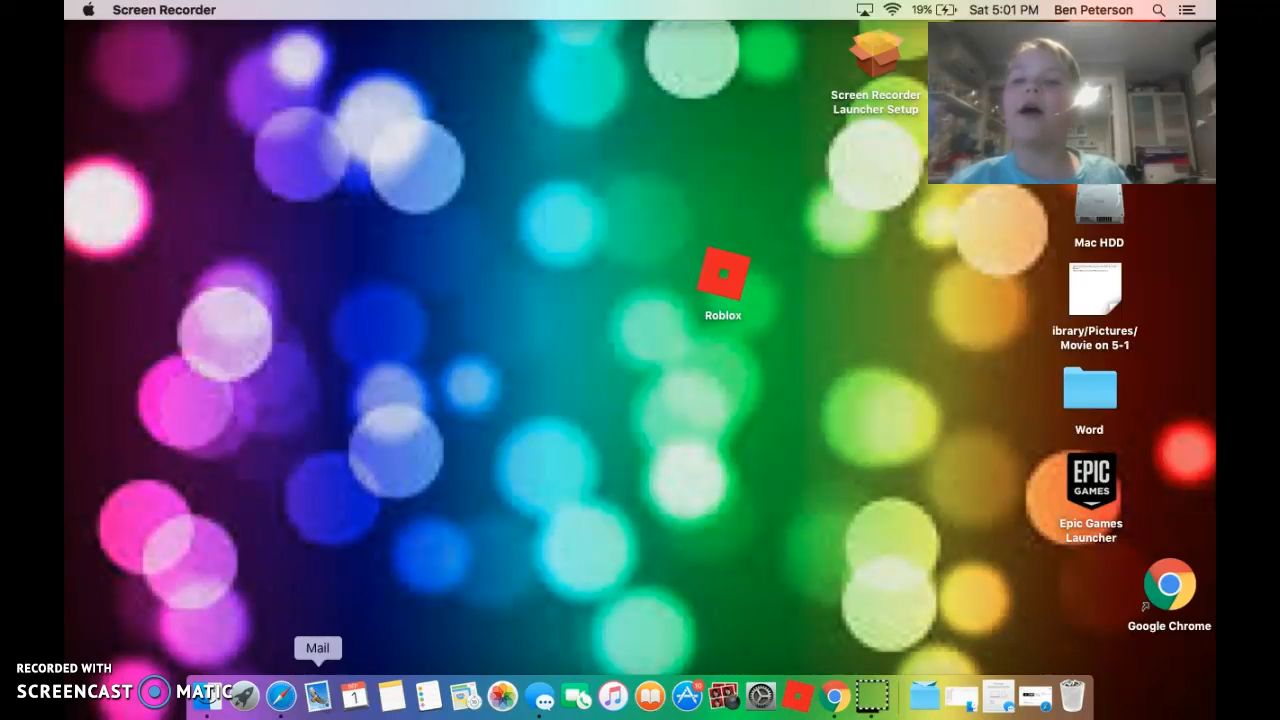 Screen Recorder
19%
Sat 5:01 PM
Ben Peterson
Screen Recorder
Launcher Setup
Mac HDD
Roblox
ibrary/Pictures/
Movie on 5-1
Word
EPIC
GAMES
Epic Games
Launcher
Google Chrome
Mail
RECORDED WITH
SCREENCAST MATIC